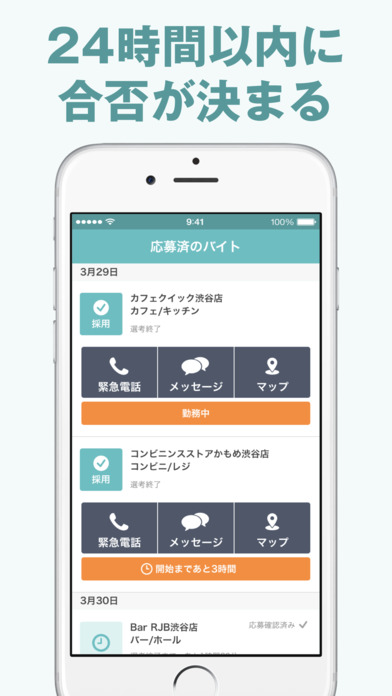 24時間以内に
合否が決まる
9:41
100%
応募済のバイト
3月29日
カフェクイック渋谷店
カフェ/キッチン
採用
選考終了
緊急電話
メッセージ
マップ
勤務中
コンビニンスストアかもめ渋谷店
コンビニ/レジ
採用
選考終了
緊急電話
メッセージ
マップ
開始まであと3時間
3月30日
Bar RJB渋谷店
応募確認済み
バー/ホール